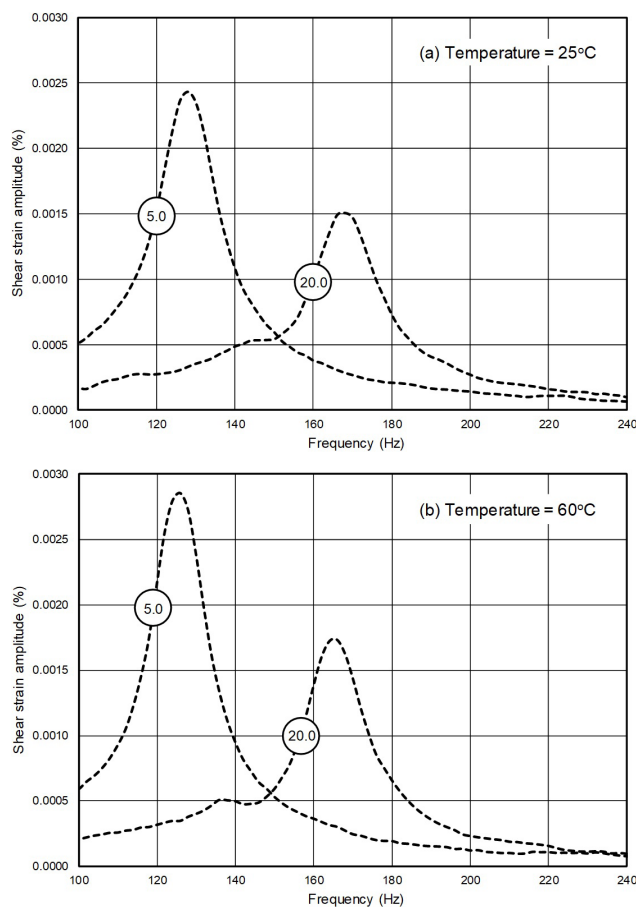 0.0030
(a) Temperature = 25°C
0.0025
0.0020
Shear strain amplitude (%)
5.0
0.0015
0.0010
20.0
0.0005
0.0000
100 120 140 160 180 200 220 240
Frequency (Hz)
0.0030
(b) Temperature = 60°C
0.0025
0.0020
Shear strain amplitude (%)
5.0
0.0015
0.0010
20.0
0.0005
0.0000
100 120 140 160 180 200 220 240
Frequency (Hz)